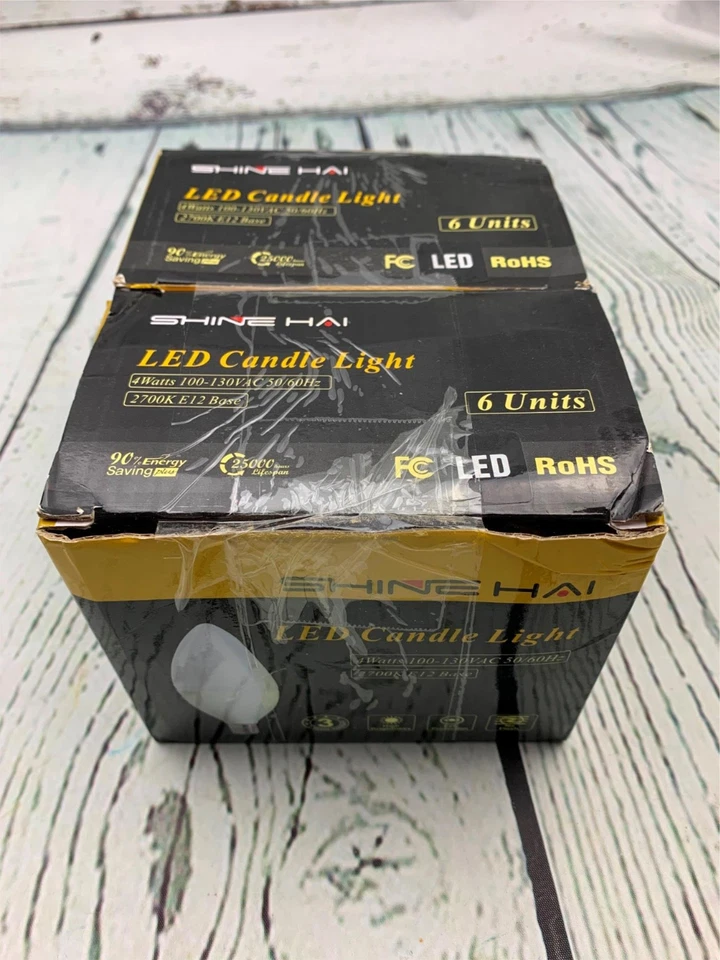 SHINE HAI
LED Candle Light
4Watts 100-130VAC 50/60Hz
2700K E12 Base
6 Units
90% Energy
Saving plus
25000 hours
Lifespan
FC LED RoHS
SHINE HAI
LED Candle Light
4Watts 100-130VAC 50/60Hz
2700K E12 Base
6 Units
90% Energy
Saving plus
25000 hours
Lifespan
FC LED RoHS
SHINE HAI
LED Candle Light
4Watts 100-130VAC 50/60Hz
2700K E12 Base
3